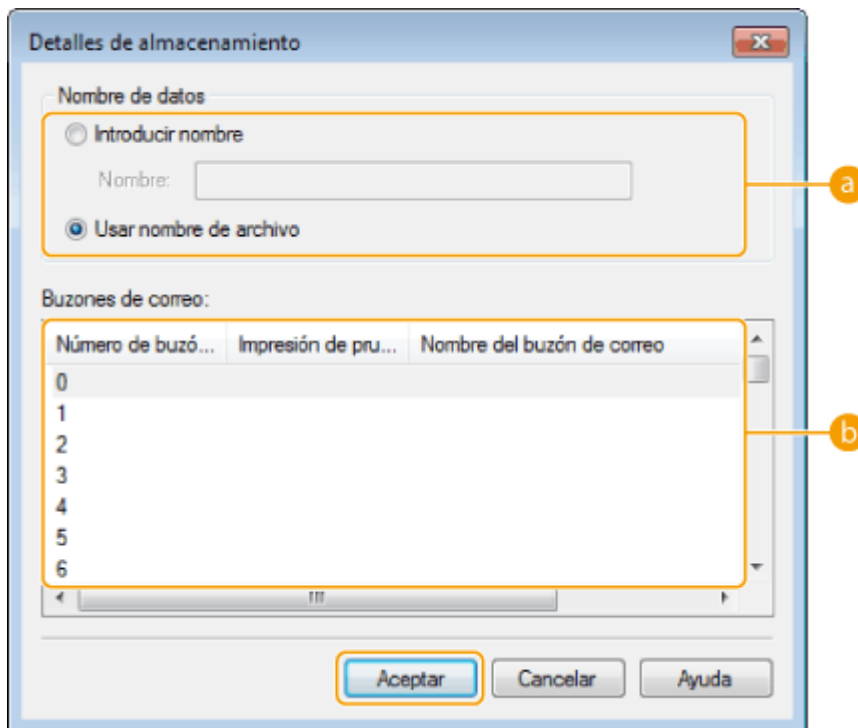 Detalles de almacenamiento
Nombre de datos
Introducir nombre
Nombre:
a
Usar nombre de archivo
Buzones de correo:
Número de buzó... Impresión de pru... Nombre del buzón de correo
0
1
2
b
3
4
5
6
Aceptar Cancelar Ayuda